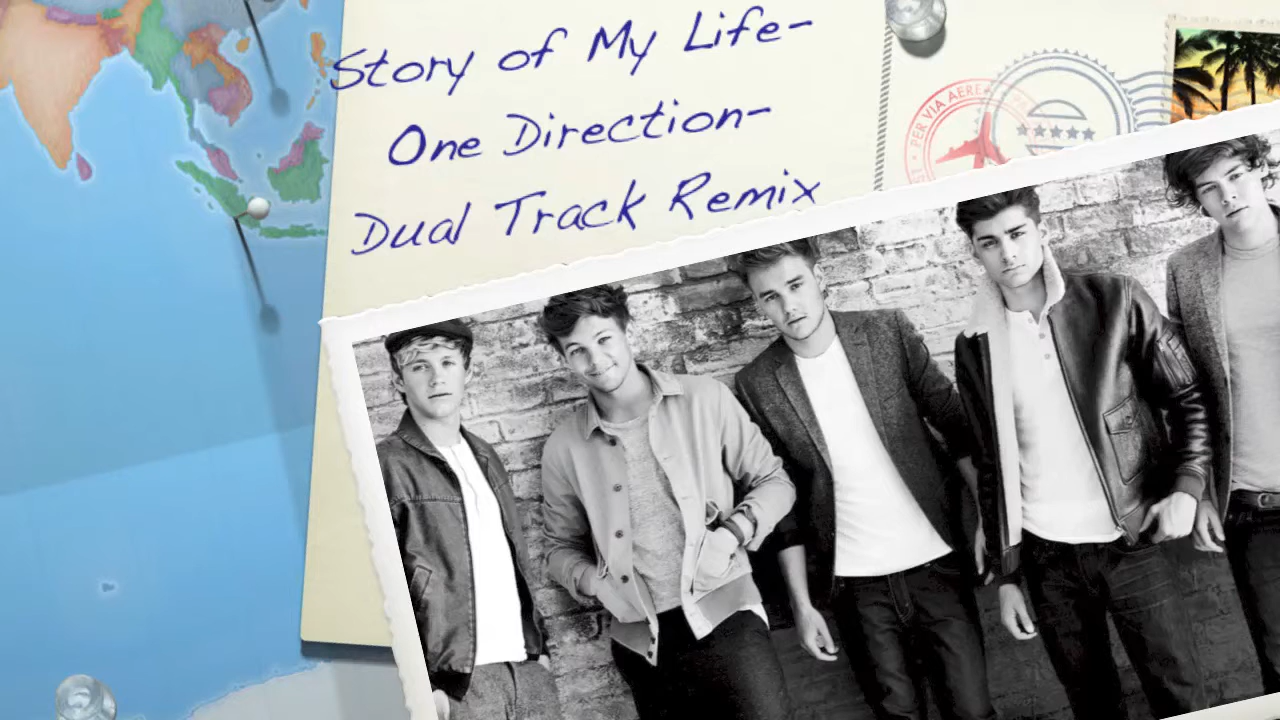 Story of My Life-
One Direction-
Dual Track Remix
PER VIA AEREA